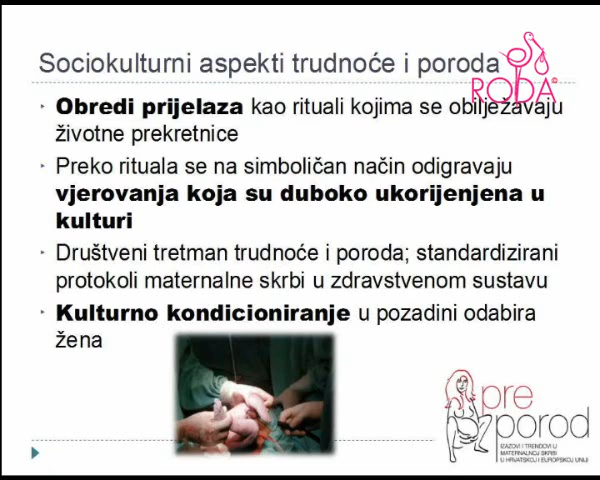 Sociokulturni aspekti trudnoće i poroda
RODA
Obredi prijelaza kao rituali kojima se obilježavaju
životne prekretnice
Preko rituala se na simboličan način odigravaju
vjerovanja koja su duboko ukorijenjena u
kulturi
Društveni tretman trudnoće i poroda; standardizirani
protokoli maternalne skrbi u zdravstvenom sustavu
Kulturno kondicioniranje u pozadini odabira
žena
pre
porod
IZAZOVI I TRENDOVI U
MATERNALNOJ SKRBI
U HRVATSKOJ I EUROPSKOJ UNIJI